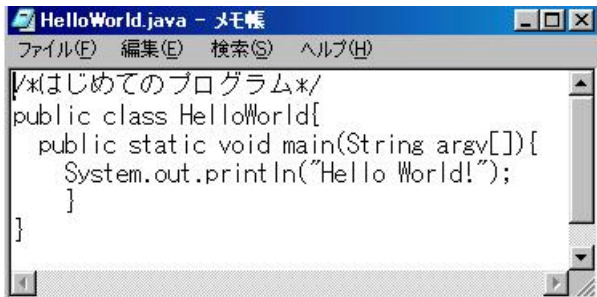 HelloWorld.java - メモ帳
ファイル(F) 編集(E) 検索(S) ヘルプ(H)
/*はじめてのプログラム*/
public class HelloWorld{
  public static void main(String argv[]){
    System.out.println("Hello World!");
    }
}